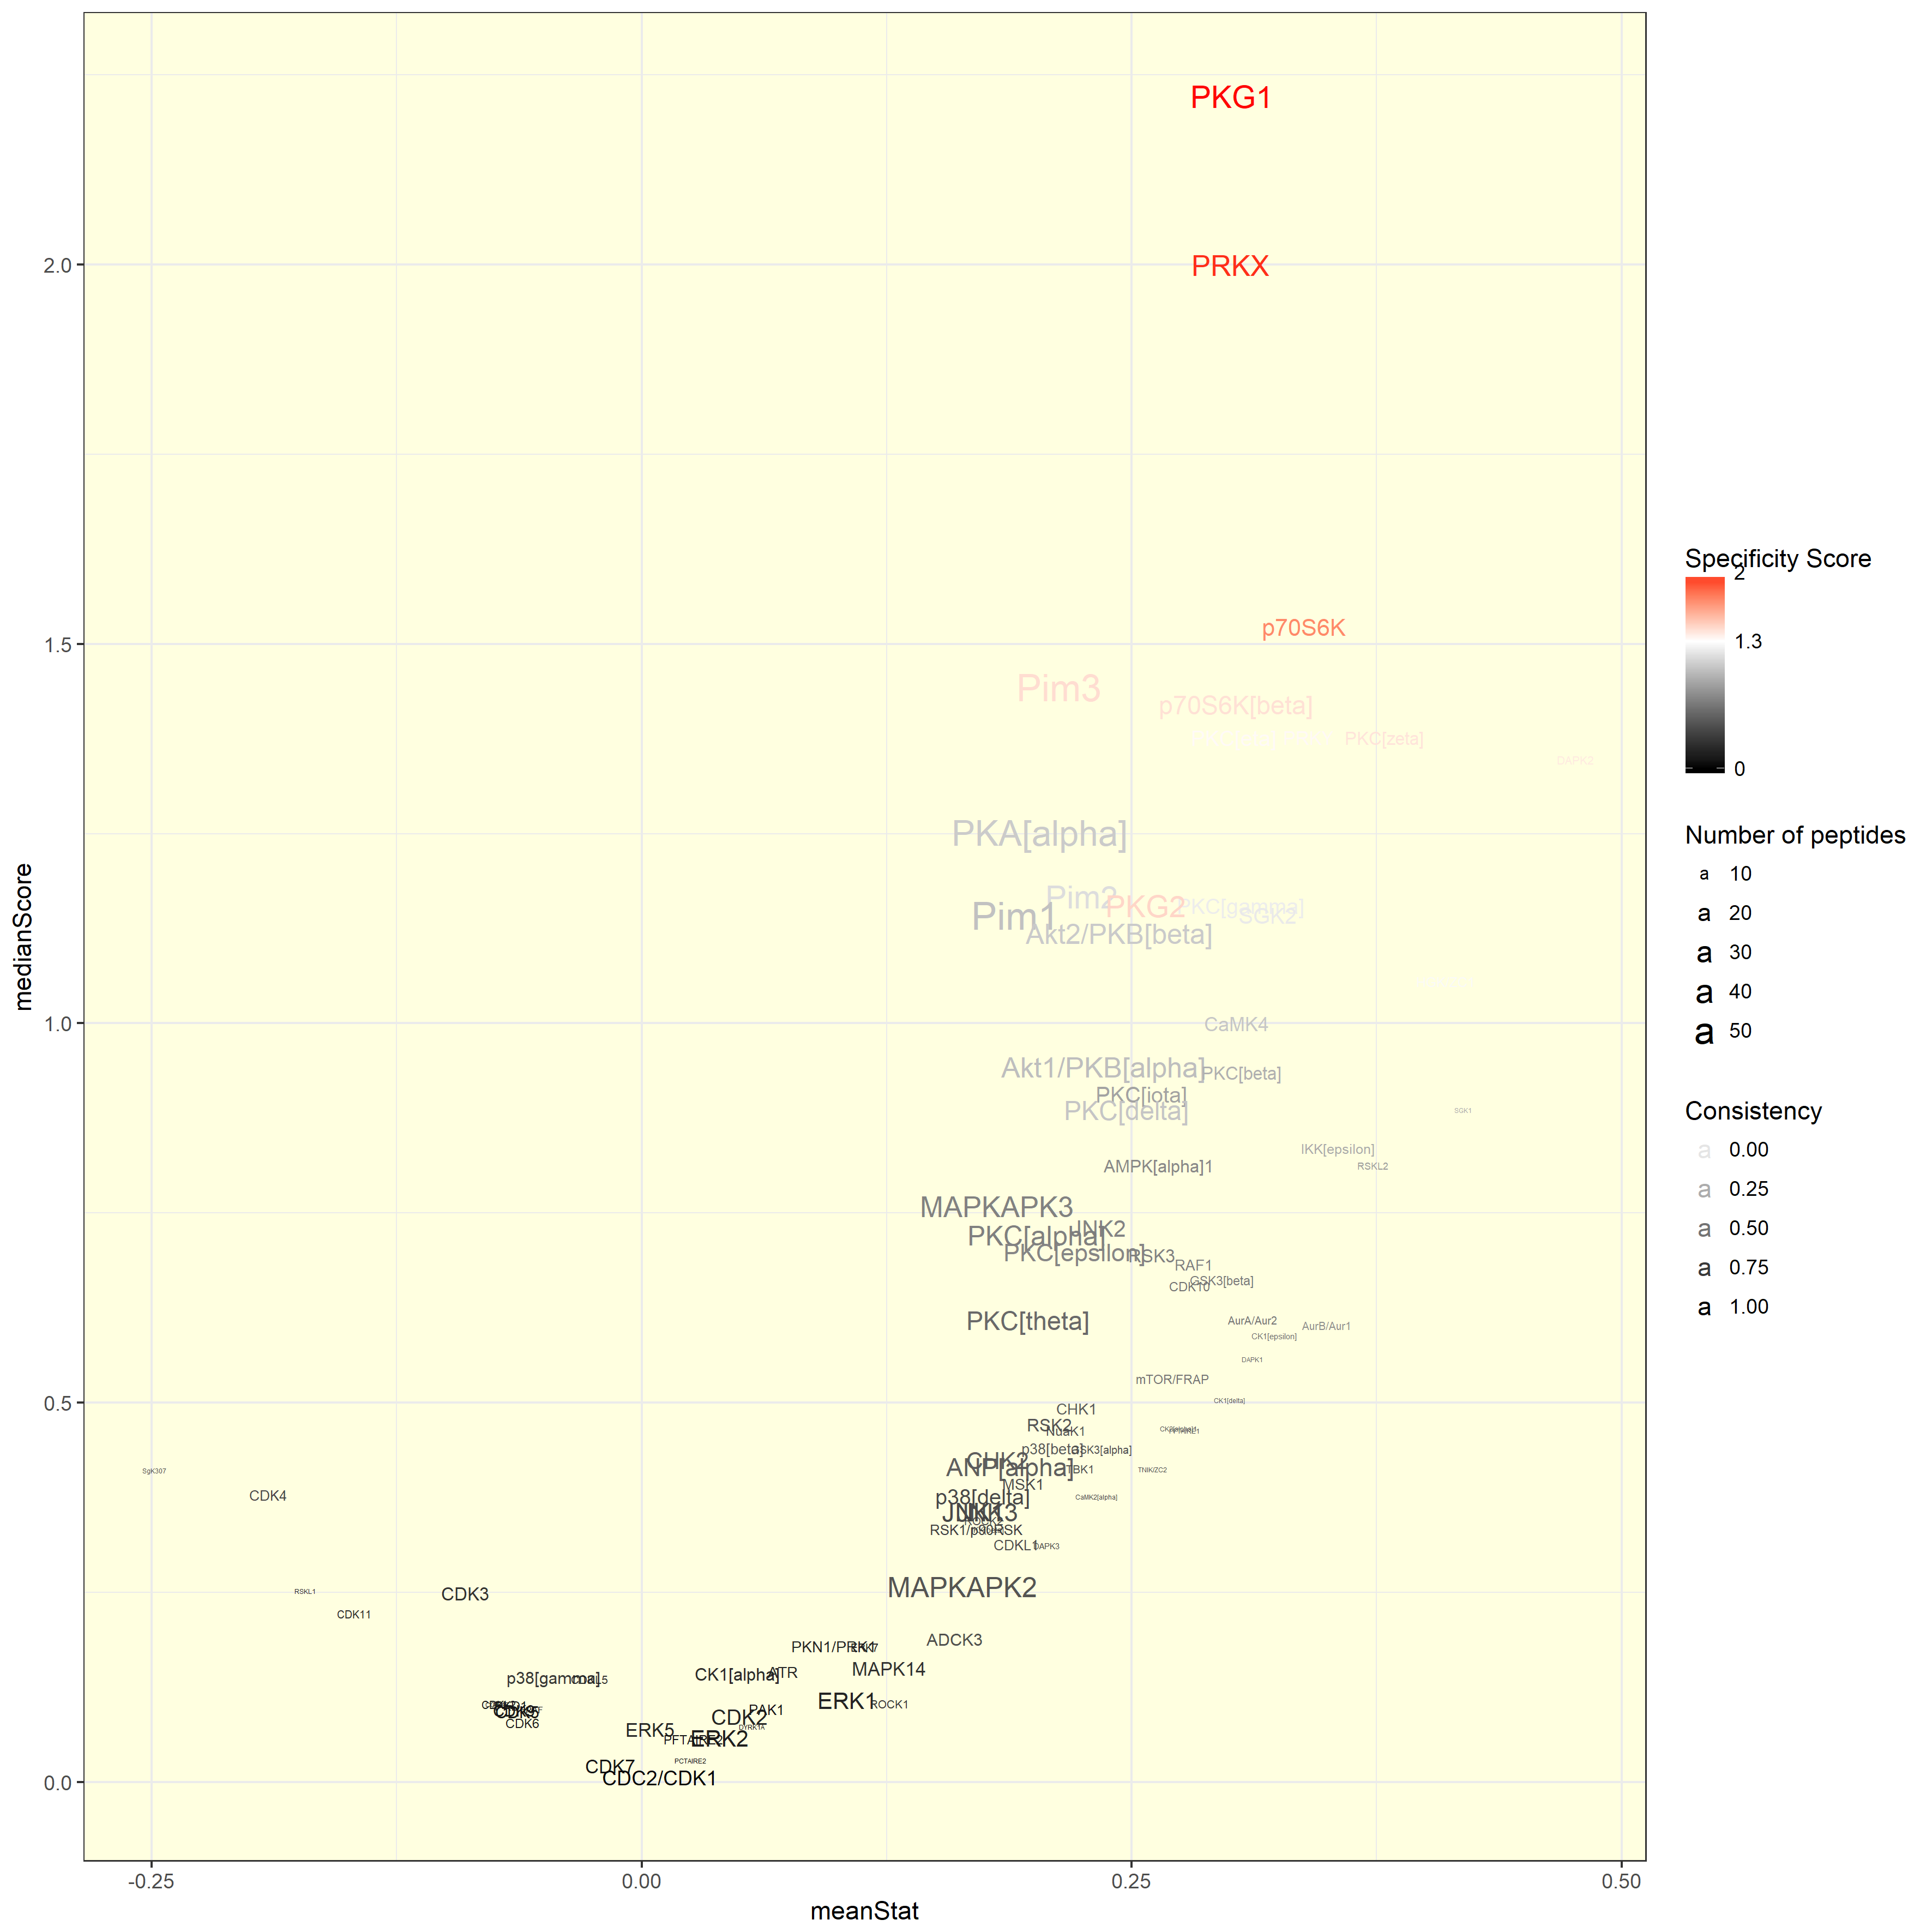 PKG1
PRKX
2.0
p70S6K
1.5
Pim3
p70S6K[beta]
PKC[zeta]
DAPK2
PKA[alpha]
Pim2
PKG2
PKC[gamma]
SGK2
Pim1
Akt2/PKB[beta]
1.0
CaMK4
Akt1/PKB[alpha]
PKC[beta]
PKC[iota]
PKC[delta]
SGK1
IKK[epsilon]
RSKL2
AMPK[alpha]1
MAPKAPK3
JNK2
PKC[alpha]
PKC[epsilon]
RSK3
RAF1
GSK3[beta]
CDK10
PKC[theta]
AurA/Aur2
AurB/Aur1
CK1[epsilon]
DAPK1
mTOR/FRAP
0.5
CK1[delta]
CHK1
RSK2
NuaK1
p38[beta]
GSK3[alpha]
CHK2
ANP[alpha]
TBK1
TNIK/ZC2
SgK307
MSK1
CDK4
p38[delta]
CaMK2[alpha]
JNK1
JNK3
ROCK2
RSK1/p90RSK
CDKL1
DAPK3
MAPKAPK2
RSKL1
CDK3
CDK11
ADCK3
PKN1/PRK1
MAPK14
CK1[alpha]
ATR
p38[gamma]
CDKL5
ERK1
ROCK1
PAK1
CDK5
CDK2
CDK6
DYRK1A
ERK5
PFTAIRE2
ERK2
PCTAIRE2
CDK7
CDC2/CDK1
0.0
-0.25
0.00
0.25
0.50
meanStat
medianScore
Specificity Score
2
1.3
0
Number of peptides
a 10
a 20
a 30
a 40
a 50
Consistency
a 0.00
a 0.25
a 0.50
a 0.75
a 1.00